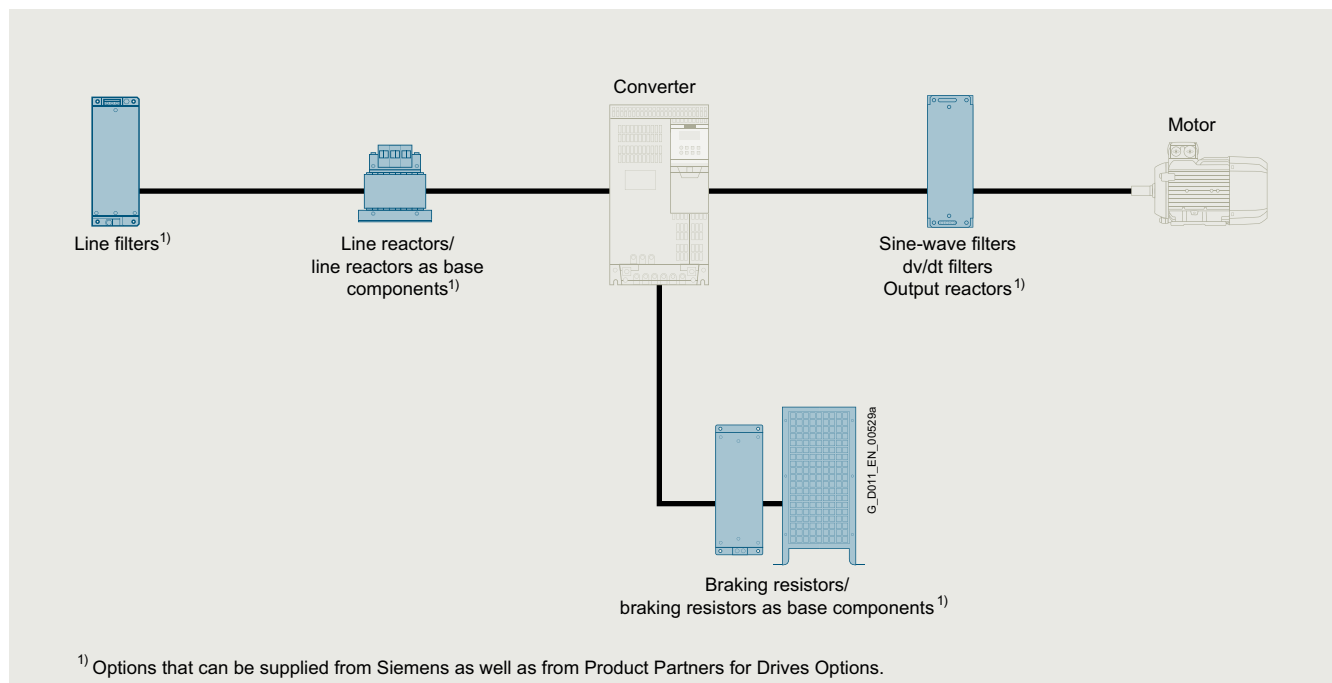 Converter
Motor
Line filters1)
Line reactors/
line reactors as base
components1)
Sine-wave filters
dv/dt filters
Output reactors1)
G_D011_EN_00529a
Braking resistors/
braking resistors as base components1)
1) Options that can be supplied from Siemens as well as from Product Partners for Drives Options.